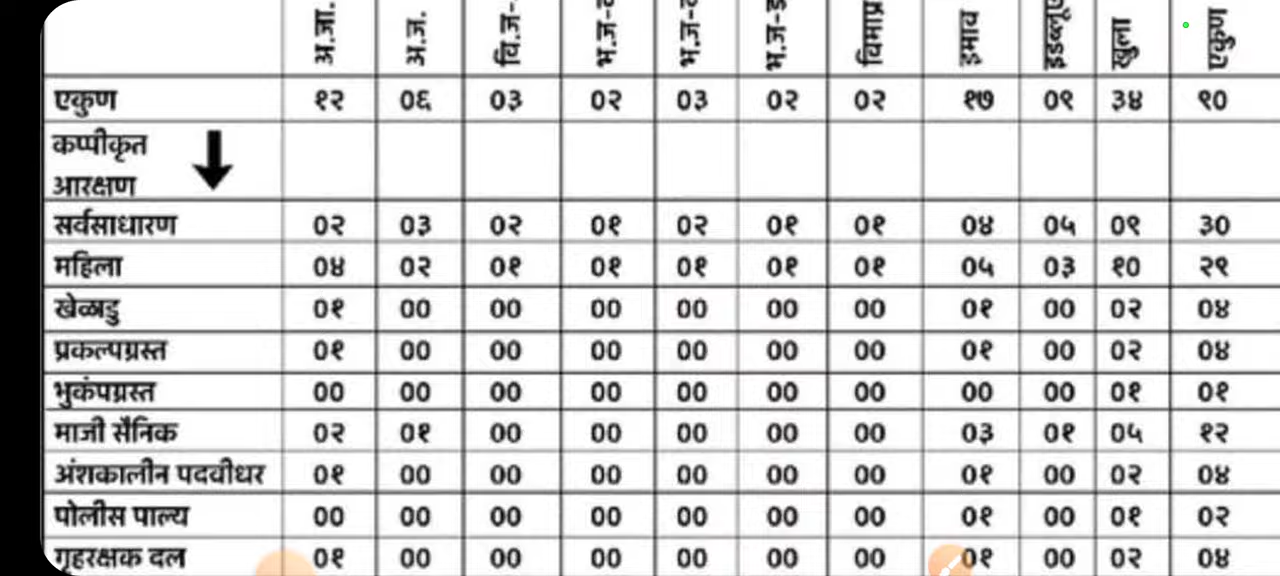 अ.जा. अ.ज. वि.ज- भ.ज-ब भ.ज-क भ.ज-ड विमाप्र इमाव इडब्लूए खुला एकुण
एकुण १२ ०६ ०३ ०२ ०३ ०२ ०२ १७ ०९ ३४ ९०
कप्पीकृत
आरक्षण
सर्वसाधारण ०२ ०३ ०२ ०१ ०२ ०१ ०१ ०४ ०५ ०९ ३०
महिला ०४ ०२ ०१ ०१ ०१ ०१ ०१ ०५ ०३ १० २९
खेळाडु ०१ ०० ०० ०० ०० ०० ०० ०१ ०० ०२ ०४
प्रकल्पग्रस्त ०१ ०० ०० ०० ०० ०० ०० ०१ ०० ०२ ०४
भुकंपग्रस्त ०० ०० ०० ०० ०० ०० ०० ०० ०० ०१ ०१
माजी सैनिक ०२ ०१ ०० ०० ०० ०० ०० ०३ ०१ ०५ १२
अंशकालीन पदवीधर ०१ ०० ०० ०० ०० ०० ०० ०१ ०० ०२ ०४
पोलीस पाल्य ०० ०० ०० ०० ०० ०० ०० ०१ ०० ०१ ०२
गृहरक्षक दल ०१ ०० ०० ०० ०० ०० ०० ०१ ०० ०२ ०४